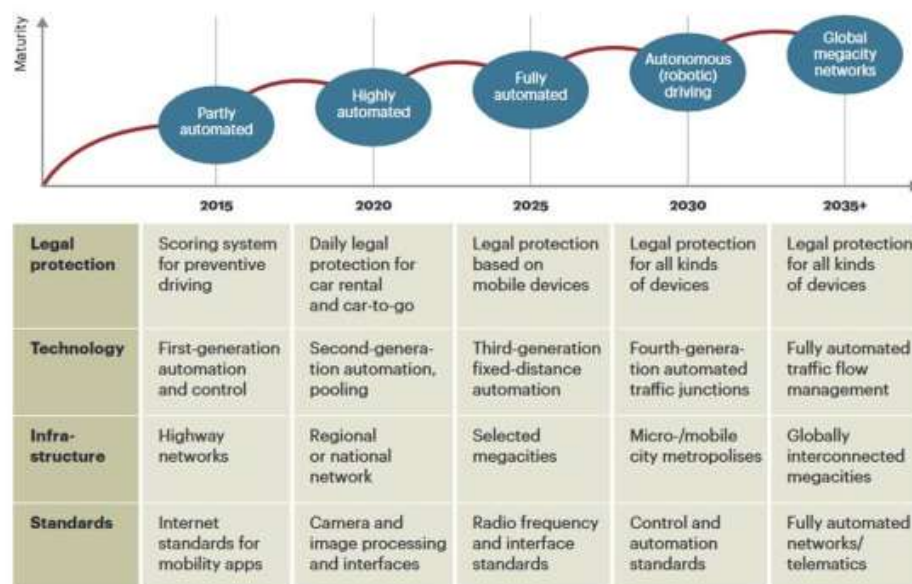 Maturity
Partly
automated
Highly
automated
Fully
automated
Autonomous
(robotic)
driving
Global
megacity
networks
2015
2020
2025
2030
2035+
Legal
protection
Scoring system
for preventive
driving
Daily legal
protection for
car rental
and car-to-go
Legal protection
based on
mobile devices
Legal protection
for all kinds
of devices
Legal protection
for all kinds
of devices
Technology
First-generation
automation
and control
Second-genera-
tion automation,
pooling
Third-generation
fixed-distance
automation
Fourth-genera-
tion automated
traffic junctions
Fully automated
traffic flow
management
Infra-
structure
Highway
networks
Regional
or national
network
Selected
megacities
Micro-/mobile
city metropolises
Globally
interconnected
megacities
Standards
Internet
standards for
mobility apps
Camera and
image processing
and interfaces
Radio frequency
and interface
standards
Control and
automation
standards
Fully automated
networks/
telematics